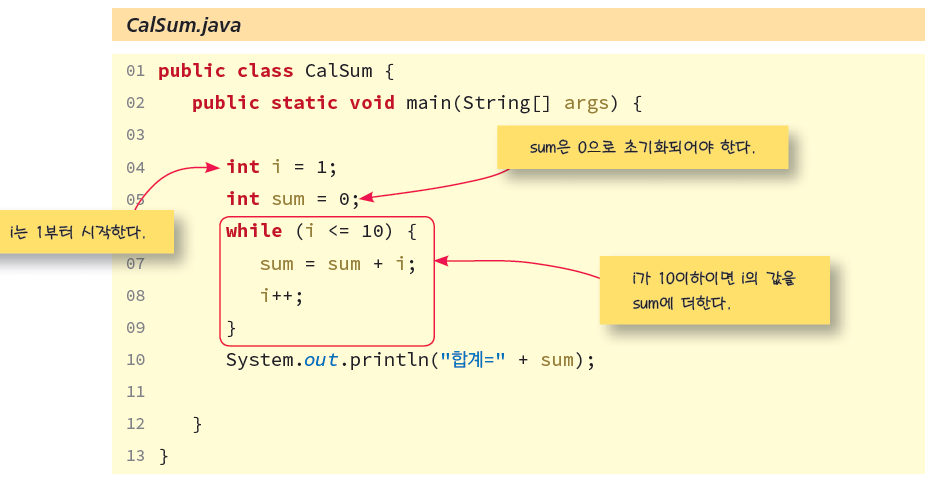 CalSum.java
01 public class CalSum {
02 public static void main(String[] args) {
03
sum은 0으로 초기화되어야 한다.
04 int i = 1;
05 int sum = 0;
i는 1부터 시작한다.
while (i <= 10) {
07 sum = sum + i;
i가 10이하이면 i의 값을
sum에 더한다.
08 i++;
09 }
10 System.out.println("합계=" + sum);
11
12 }
13 }